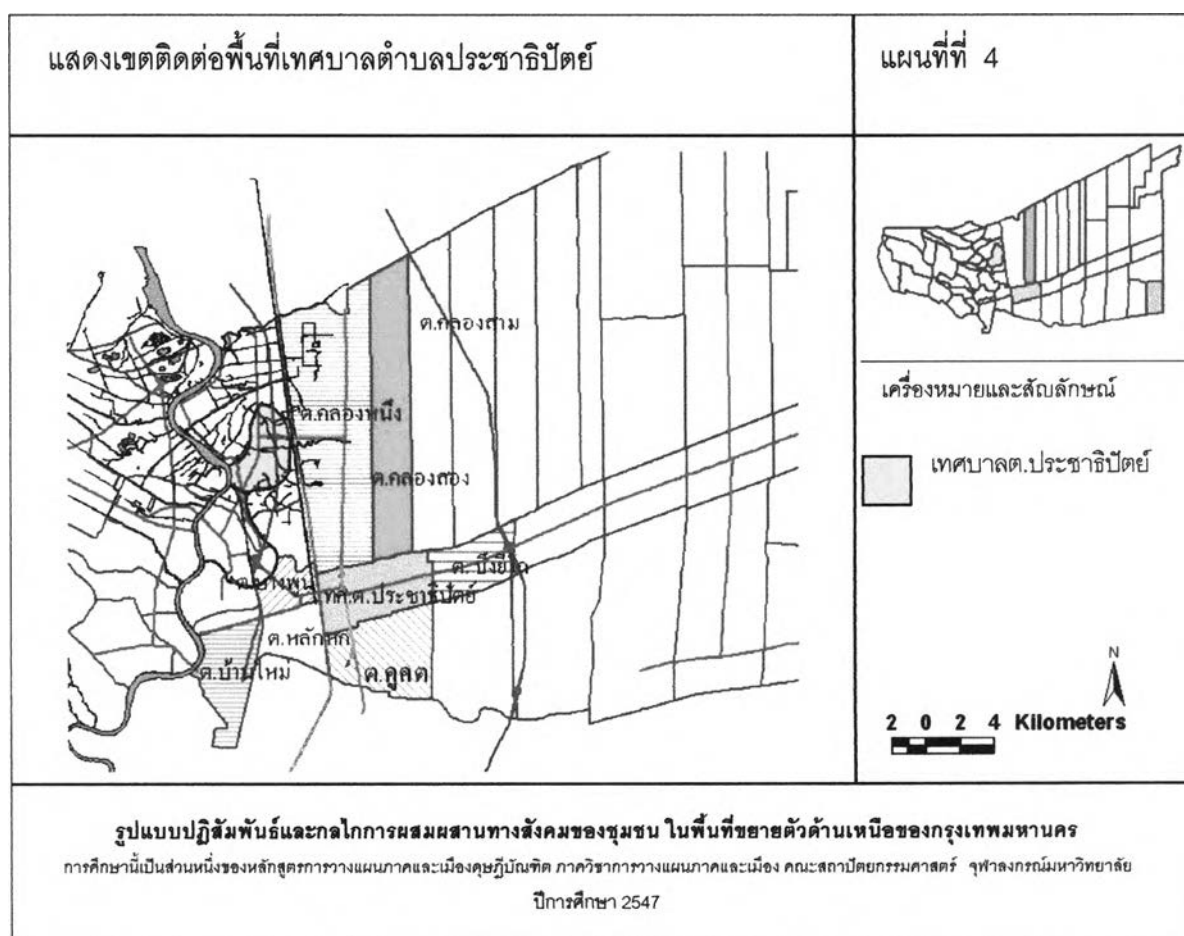 แสดงเขตติดต่อพื้นที่เทศบาลตำบลประชาธิปัตย์
แผนที่ที่ 4
ต.คลองสาม
ต.คลองหนึ่ง
ต.คลองสอง
ต. บึงยี่โถ
ต.บางพูน
ทต.ต.ประชาธิปัตย์
ต.หลักหก
ต.บ้านใหม่
ต.คูคต
เครื่องหมายและสัญลักษณ์
เทศบาลต.ประชาธิปัตย์
N
2 0 2 4 Kilometers
รูปแบบปฏิสัมพันธ์และกลไกการผสมผสานทางสังคมของชุมชน ในพื้นที่ขยายตัวด้านเหนือของกรุงเทพมหานคร
การศึกษานี้เป็นส่วนหนึ่งของหลักสูตรการวางแผนภาคและเมืองดุษฎีบัณฑิต ภาควิชาการวางแผนภาคและเมือง คณะสถาปัตยกรรมศาสตร์ จุฬาลงกรณ์มหาวิทยาลัย
ปีการศึกษา 2547